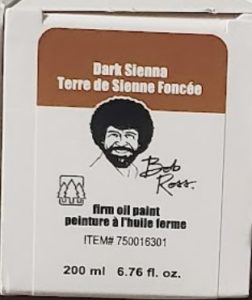 Dark Sienna
Terre de Sienne Foncée
Bob
Ross.
firm oil paint
peinture à l'huile ferme
ITEM# 750016301
200 ml 6.76 fl. oz.